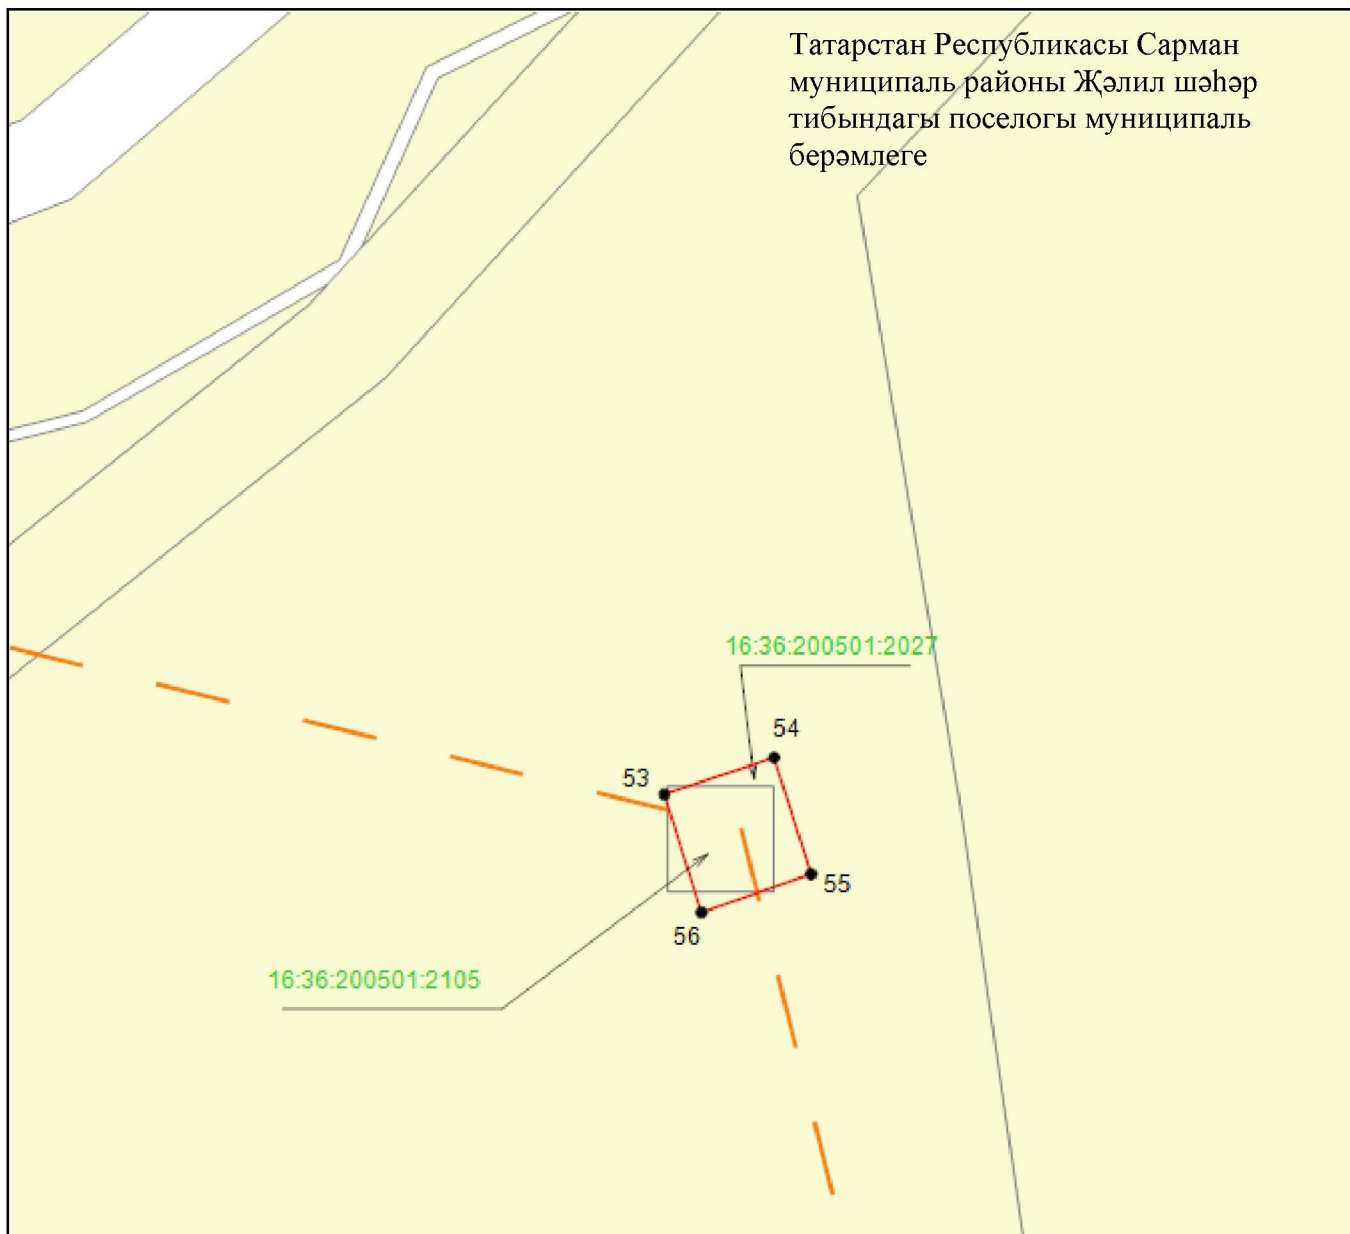 Татарстан Республикасы Сарман
муниципаль районы Җәлил шәһәр
тибындагы поселогы муниципаль
берәмлеге
16:36:200501:2027
54
53
55
56
16:36:200501:2105